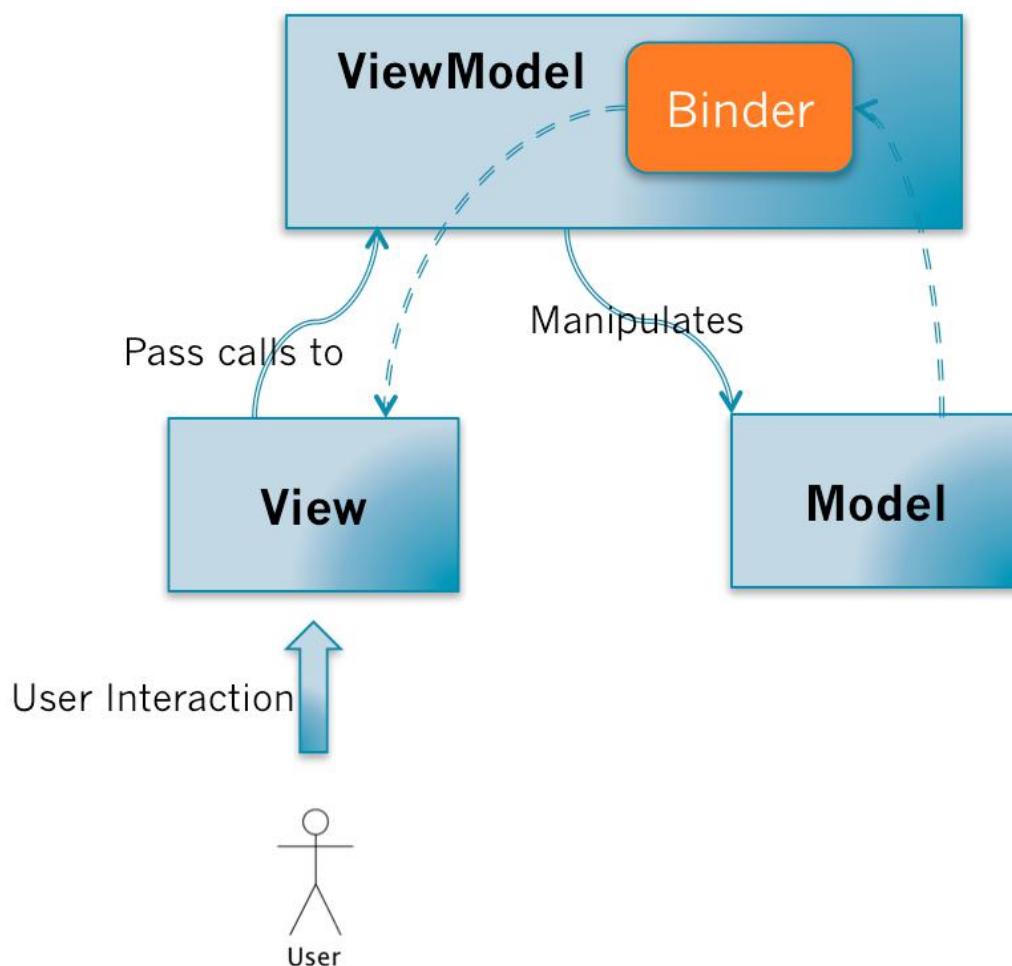 ViewModel
Binder
Pass calls to
Manipulates
View
Model
User Interaction
User